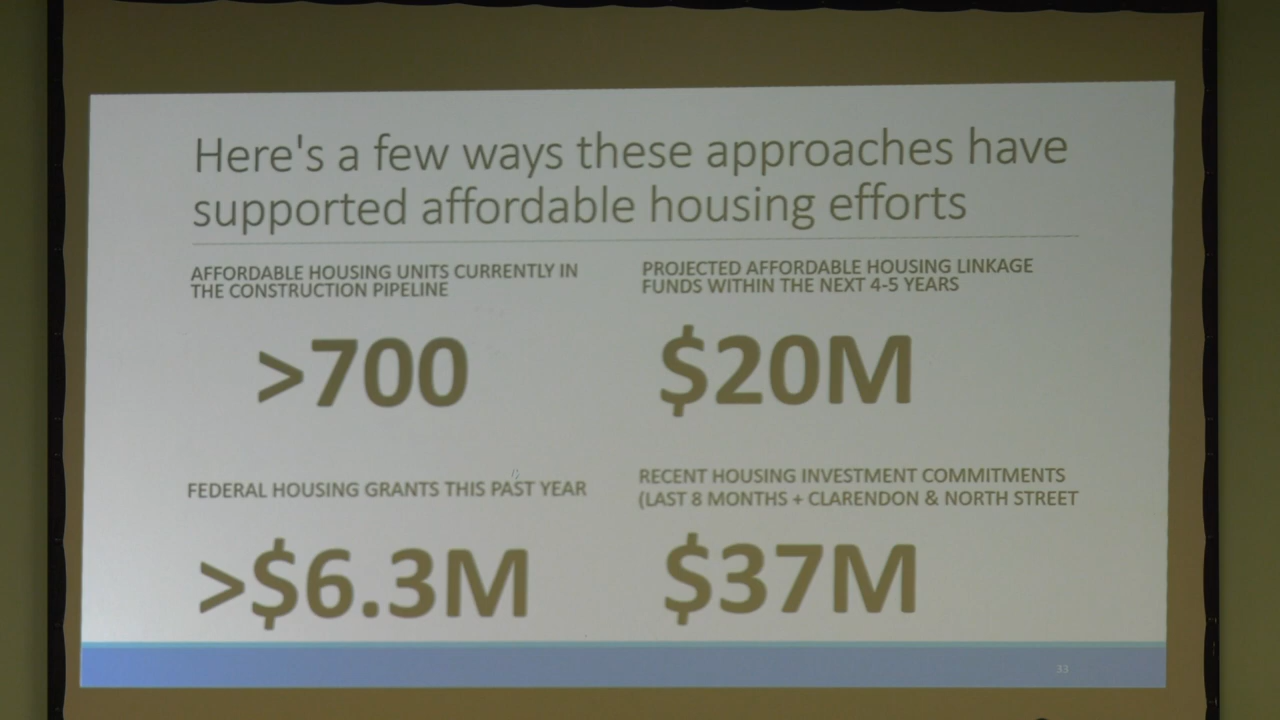 Here's a few ways these approaches have
supported affordable housing efforts
AFFORDABLE HOUSING UNITS CURRENTLY IN
THE CONSTRUCTION PIPELINE
>700
PROJECTED AFFORDABLE HOUSING LINKAGE
FUNDS WITHIN THE NEXT 4-5 YEARS
$20M
FEDERAL HOUSING GRANTS THIS PAST YEAR
>$6.3M
RECENT HOUSING INVESTMENT COMMITMENTS
(LAST 8 MONTHS + CLARENDON & NORTH STREET
$37M
33